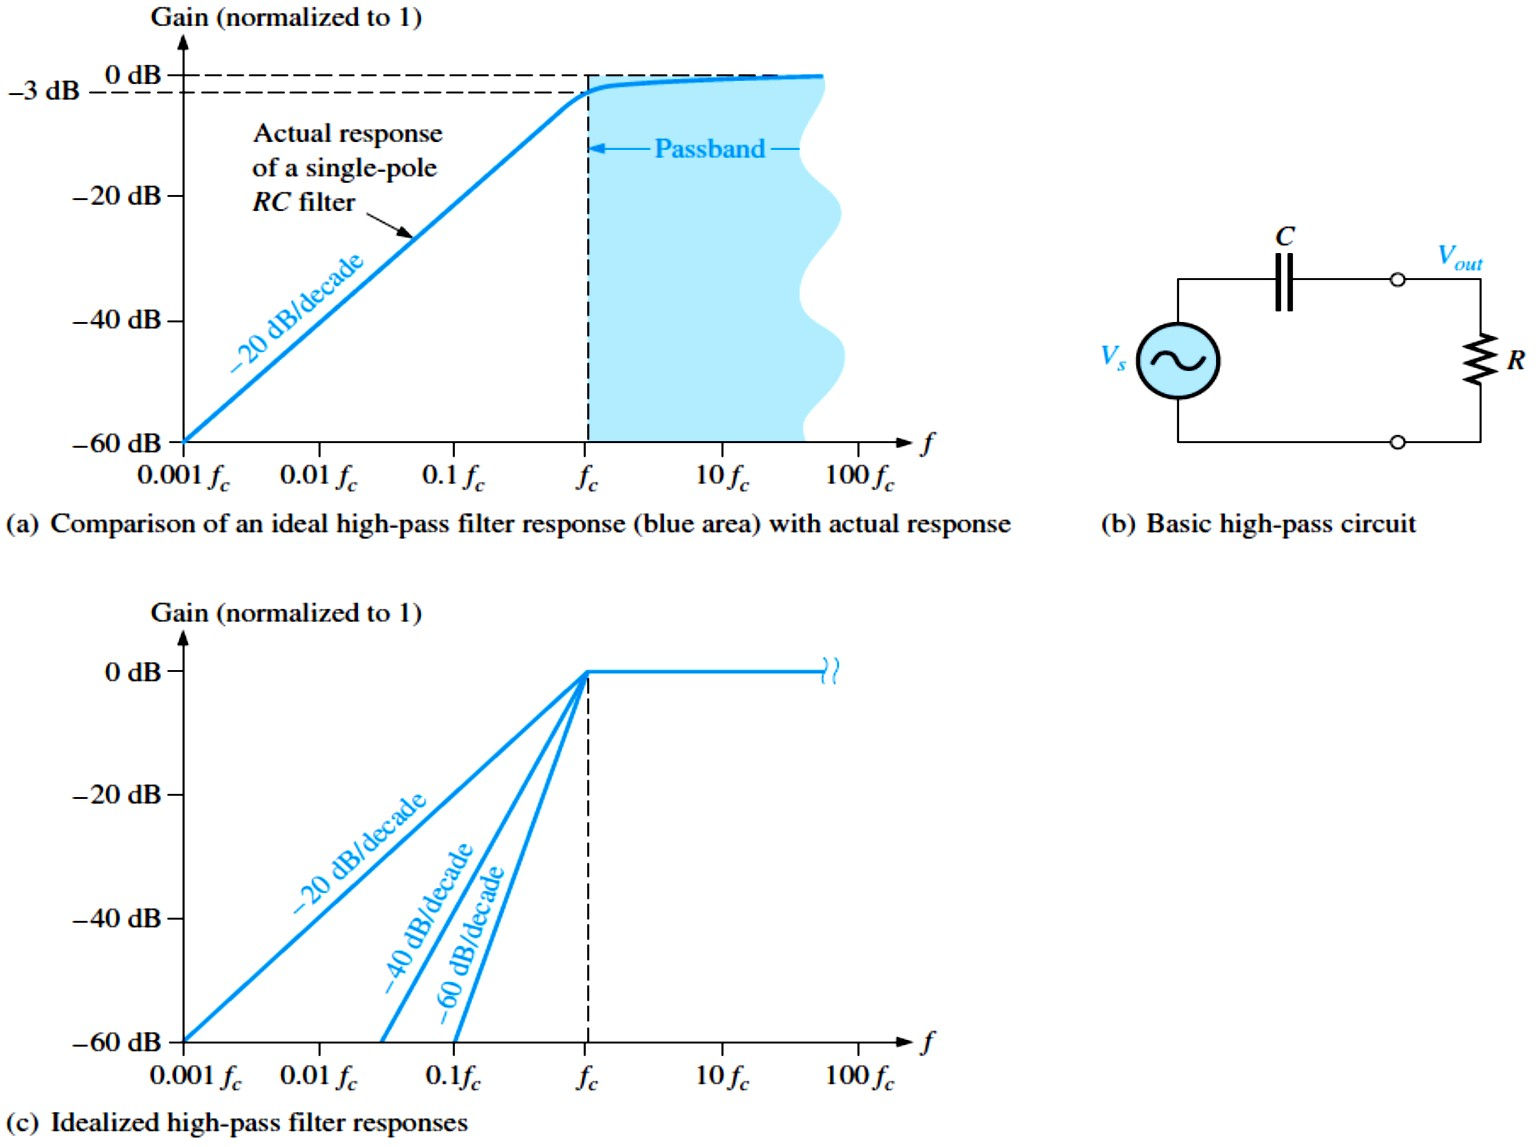 Gain (normalized to 1)
0 dB
–3 dB
Actual response
of a single-pole
RC filter
Passband
–20 dB
–20 dB/decade
–40 dB
–60 dB
f
0.001 fc 0.01 fc 0.1 fc fc 10 fc 100 fc
(a) Comparison of an ideal high-pass filter response (blue area) with actual response
C
Vout
Vs
R
(b) Basic high-pass circuit
Gain (normalized to 1)
0 dB
–20 dB
–20 dB/decade
–40 dB/decade
–60 dB/decade
–40 dB
–60 dB
f
0.001 fc 0.01 fc 0.1fc fc 10 fc 100 fc
(c) Idealized high-pass filter responses